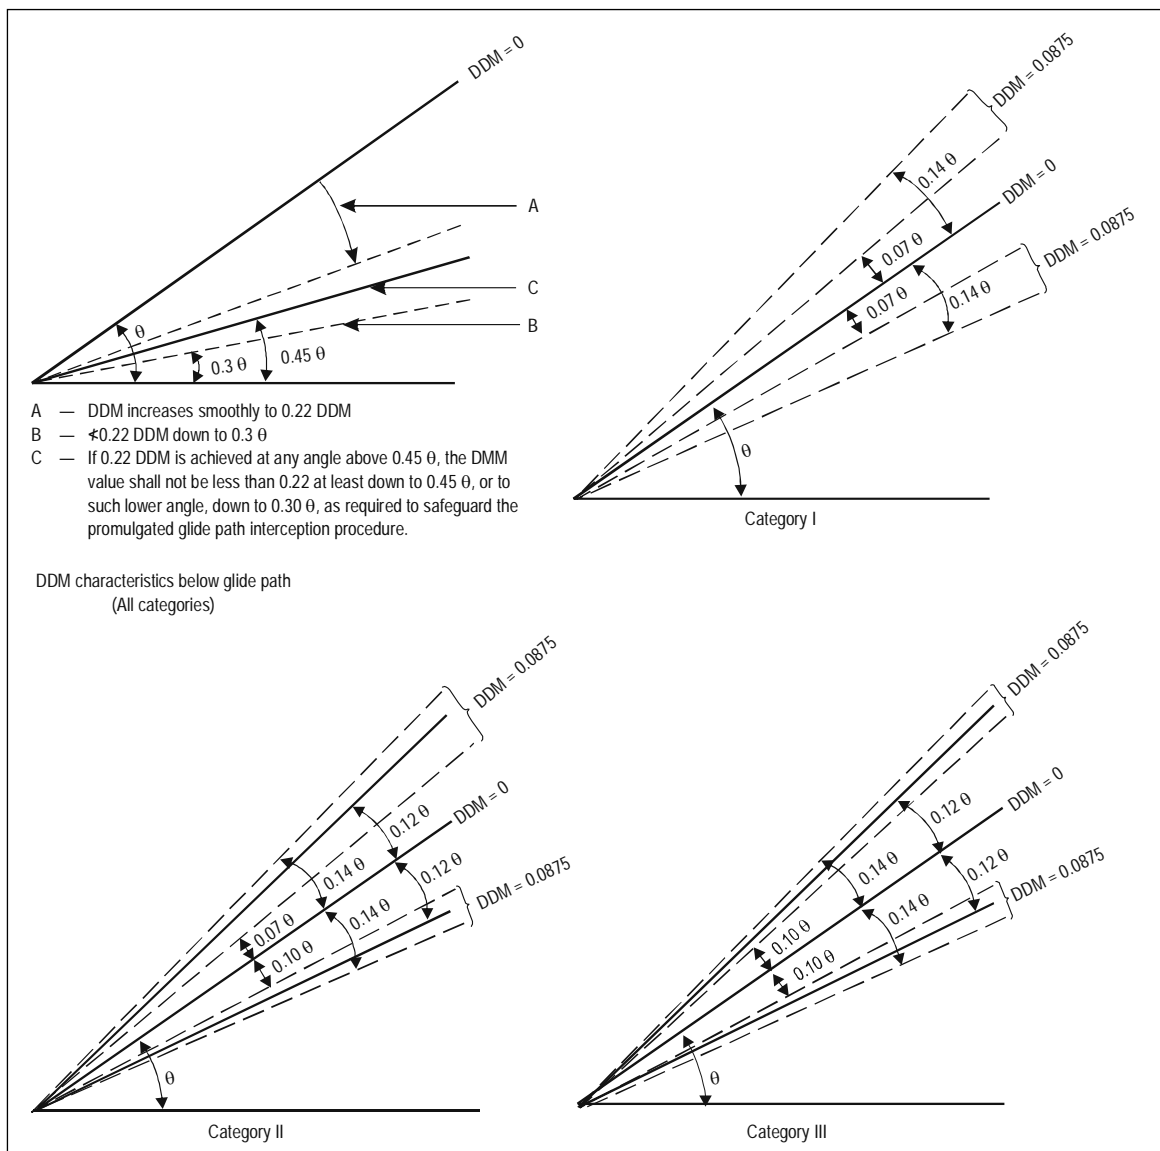 DDM = 0
A
C
B
θ
0.3 θ
0.45 θ
A — DDM increases smoothly to 0.22 DDM
B — ≮0.22 DDM down to 0.3 θ
C — If 0.22 DDM is achieved at any angle above 0.45 θ, the DMM
value shall not be less than 0.22 at least down to 0.45 θ, or to
such lower angle, down to 0.30 θ, as required to safeguard the
promulgated glide path interception procedure.
DDM characteristics below glide path
(All categories)
DDM = 0.0875
0.14 θ
DDM = 0
0.07 θ
DDM = 0.0875
0.07 θ
0.14 θ
θ
Category I
DDM = 0.0875
DDM = 0
0.12 θ
0.14 θ
0.12 θ
DDM = 0.0875
0.07 θ
0.14 θ
0.10 θ
θ
Category II
DDM = 0.0875
DDM = 0
0.12 θ
0.14 θ
0.12 θ
DDM = 0.0875
0.10 θ
0.14 θ
0.10 θ
θ
Category III